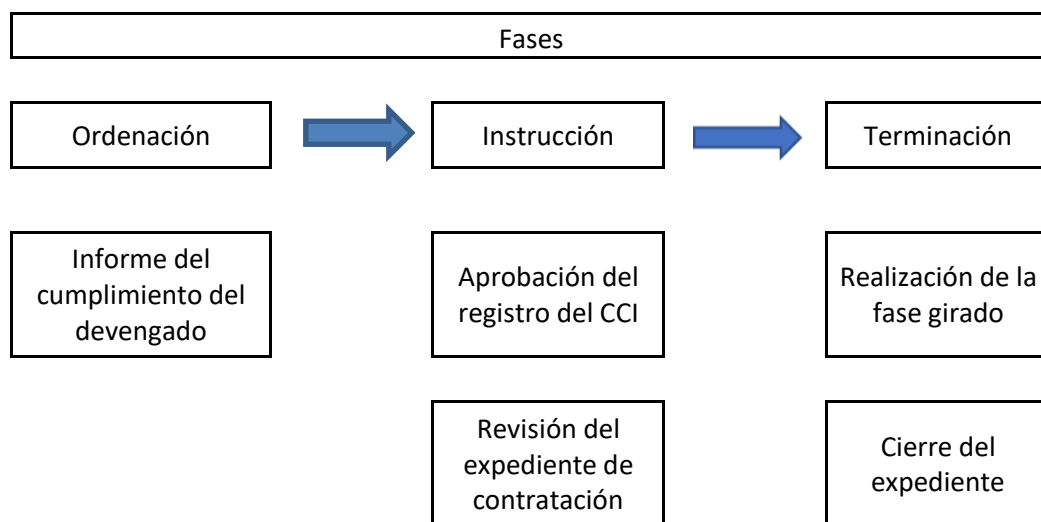 Fases
Ordenación
Instrucción
Terminación
Informe del
cumplimiento del
devengado
Aprobación del
registro del CCI
Realización de la
fase girado
Revisión del
expediente de
contratación
Cierre del
expediente